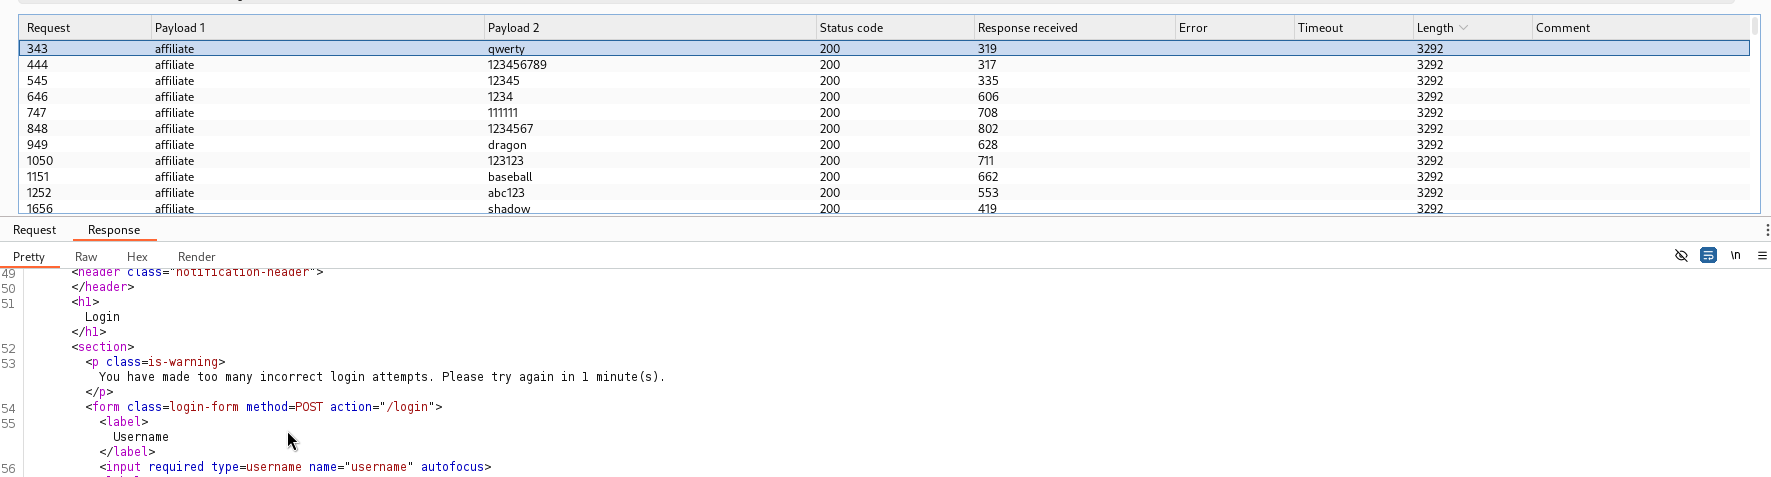 Request Payload 1 Payload 2 Status code Response received Error Timeout Length Comment
343 affiliate qwerty 200 319 3292
444 affiliate 123456789 200 317 3292
545 affiliate 12345 200 335 3292
646 affiliate 1234 200 606 3292
747 affiliate 111111 200 708 3292
848 affiliate 1234567 200 802 3292
949 affiliate dragon 200 628 3292
1050 affiliate 123123 200 711 3292
1151 affiliate baseball 200 662 3292
1252 affiliate abc123 200 553 3292
1656 affiliate shadow 200 419 3292
Request Response
Pretty Raw Hex Render \n
49 <header class="notification-header">
50 </header>
51 <h1>
Login
</h1>
52 <section>
53 <p class=is-warning>
You have made too many incorrect login attempts. Please try again in 1 minute(s).
</p>
54 <form class=login-form method=POST action="/login">
55 <label>
Username
</label>
56 <input required type=username name="username" autofocus>